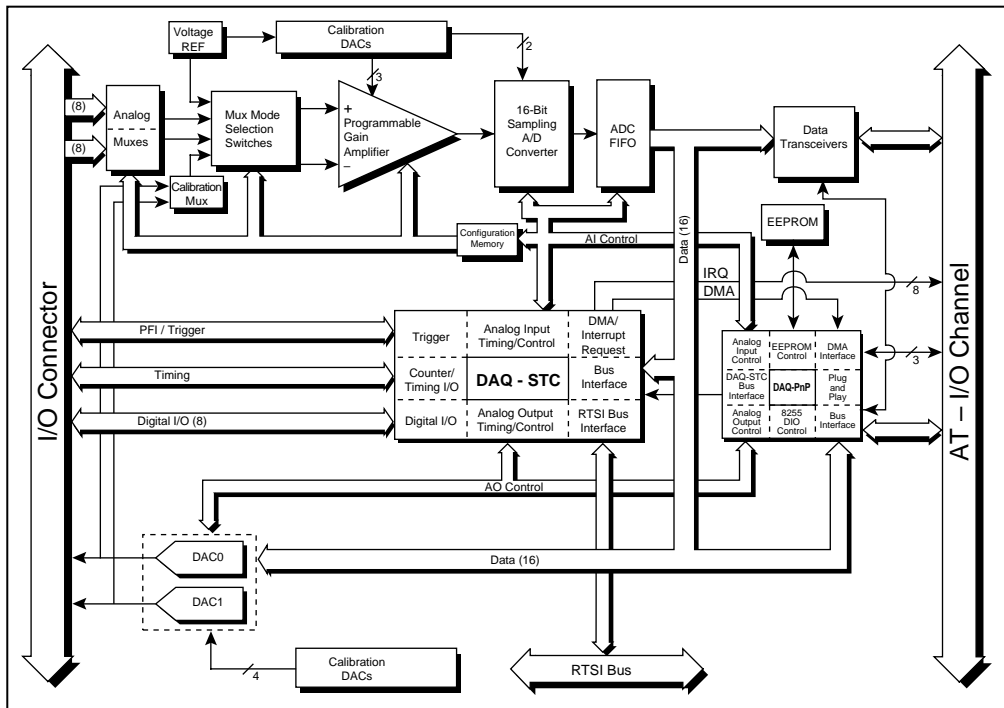 Voltage
REF
Calibration
DACs
2
3
(8)
(8)
Analog
Muxes
Mux Mode
Selection
Switches
+
Programmable
Gain
Amplifier
–
16-Bit
Sampling
A/D
Converter
ADC
FIFO
Data
Transceivers
Calibration
Mux
Configuration
Memory
AI Control
Data (16)
EEPROM
IRQ
DMA
8
3
I/O Connector
AT – I/O Channel
PFI / Trigger
Timing
Digital I/O (8)
Trigger
Analog Input
Timing/Control
DMA/
Interrupt
Request
Counter/
Timing I/O
DAQ - STC
Bus
Interface
Digital I/O
Analog Output
Timing/Control
RTSI Bus
Interface
Analog
Input
Control
EEPROM
Control
DMA
Interface
DAQ-STC
Bus
Interface
DAQ-PnP
Plug
and
Play
Analog
Output
Control
8255
DIO
Control
Bus
Interface
AO Control
DAC0
Data (16)
DAC1
4
Calibration
DACs
RTSI Bus